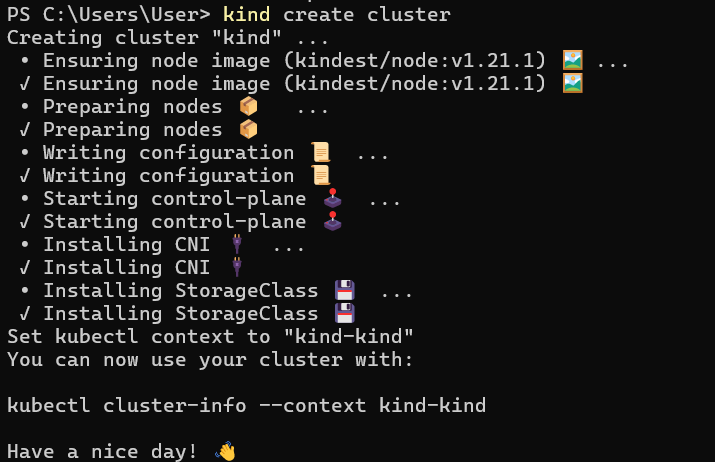 PS C:\Users\User> kind create cluster
Creating cluster "kind" ...
• Ensuring node image (kindest/node:v1.21.1) 🖼️ ...
✓ Ensuring node image (kindest/node:v1.21.1) 🖼️
• Preparing nodes 📦 ...
✓ Preparing nodes 📦
• Writing configuration 📜 ...
✓ Writing configuration 📜
• Starting control-plane 🕹️ ...
✓ Starting control-plane 🕹️
• Installing CNI 🔌 ...
✓ Installing CNI 🔌
• Installing StorageClass 💾 ...
✓ Installing StorageClass 💾
Set kubectl context to "kind-kind"
You can now use your cluster with:

kubectl cluster-info --context kind-kind

Have a nice day! 👋